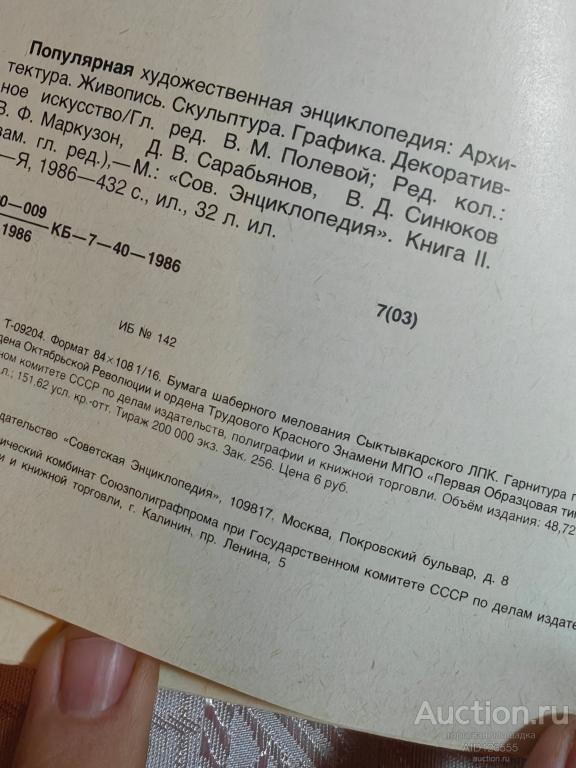 Популярная художественная энциклопедия: Архи-
тектура. Живопись. Скульптура. Графика. Декоратив-
ное искусство/Гл. ред. В. М. Полевой; Ред. кол.:
В. Ф. Маркузон, Д. В. Сарабьянов, В. Д. Синюков
зам. гл. ред.),—М.: «Сов. Энциклопедия». Книга II.
—Я, 1986—432 с., ил., 32 л. ил.
0-009
1986
КБ—7—40—1986
7(03)
ИБ № 142
Т-09204. Формат 84×108 1/16. Бумага шаберного мелования Сыктывкарского ЛПК. Гарнитура
дена Октябрьской Революции и ордена Трудового Красного Знамени МПО «Первая Образцовая тип
ном комитете СССР по делам издательств, полиграфии и книжной торговли. Объём издания: 48,72
л.; 151,62 усл. кр.-отт. Тираж 200 000 экз. Зак. 256. Цена 6 руб.
дательство «Советская Энциклопедия», 109817, Москва, Покровский бульвар, д. 8
ический комбинат Союзполиграфпрома при Государственном комитете СССР по делам издате
и и книжной торговли, г. Калинин, пр. Ленина, 5
Auction.ru
auction.ru